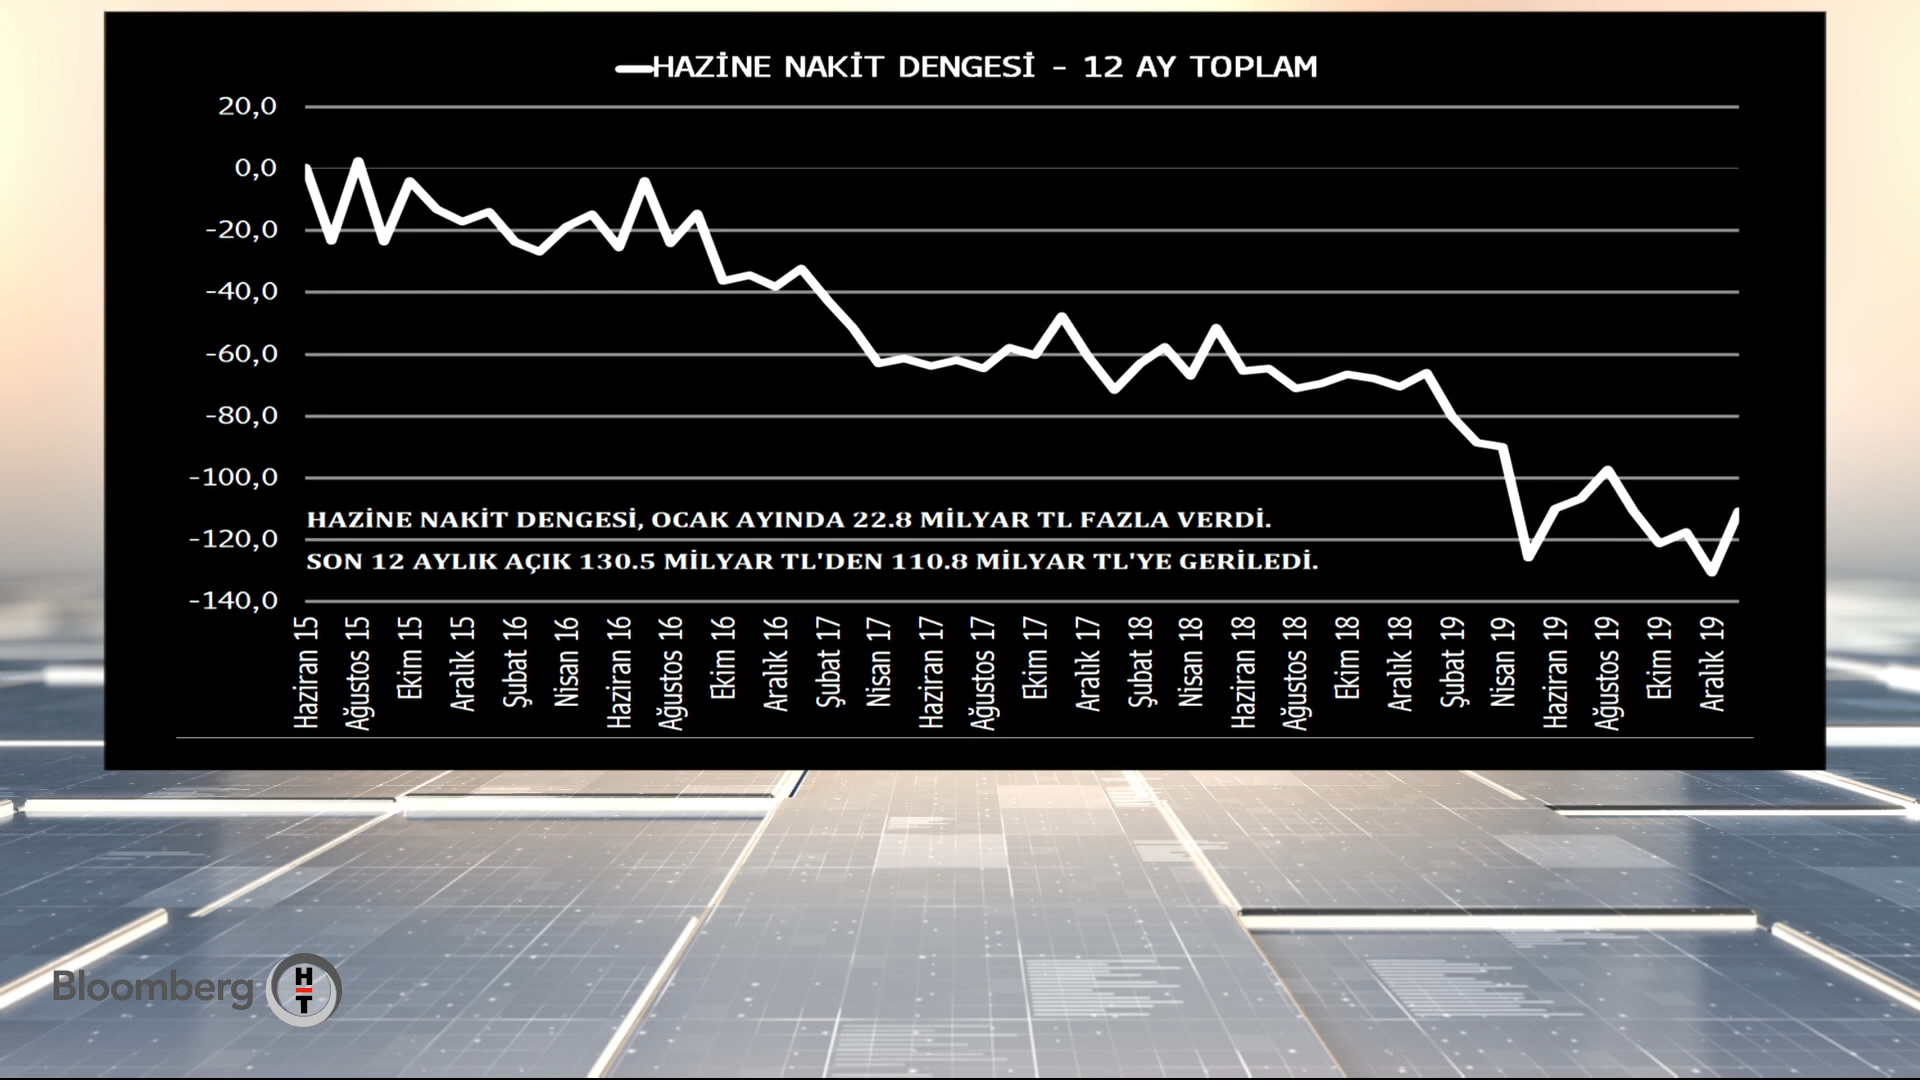 HAZİNE NAKİT DENGESİ - 12 AY TOPLAM
20,0
0,0
-20,0
-40,0
-60,0
-80,0
-100,0
-120,0
-140,0
HAZİNE NAKİT DENGESİ, OCAK AYINDA 22.8 MİLYAR TL FAZLA VERDİ.
SON 12 AYLIK AÇIK 130.5 MİLYAR TL'DEN 110.8 MİLYAR TL'YE GERİLEDİ.
Haziran 15
Ağustos 15
Ekim 15
Aralık 15
Şubat 16
Nisan 16
Haziran 16
Ağustos 16
Ekim 16
Aralık 16
Şubat 17
Nisan 17
Haziran 17
Ağustos 17
Ekim 17
Aralık 17
Şubat 18
Nisan 18
Haziran 18
Ağustos 18
Ekim 18
Aralık 18
Şubat 19
Nisan 19
Haziran 19
Ağustos 19
Ekim 19
Aralık 19
Bloomberg HT